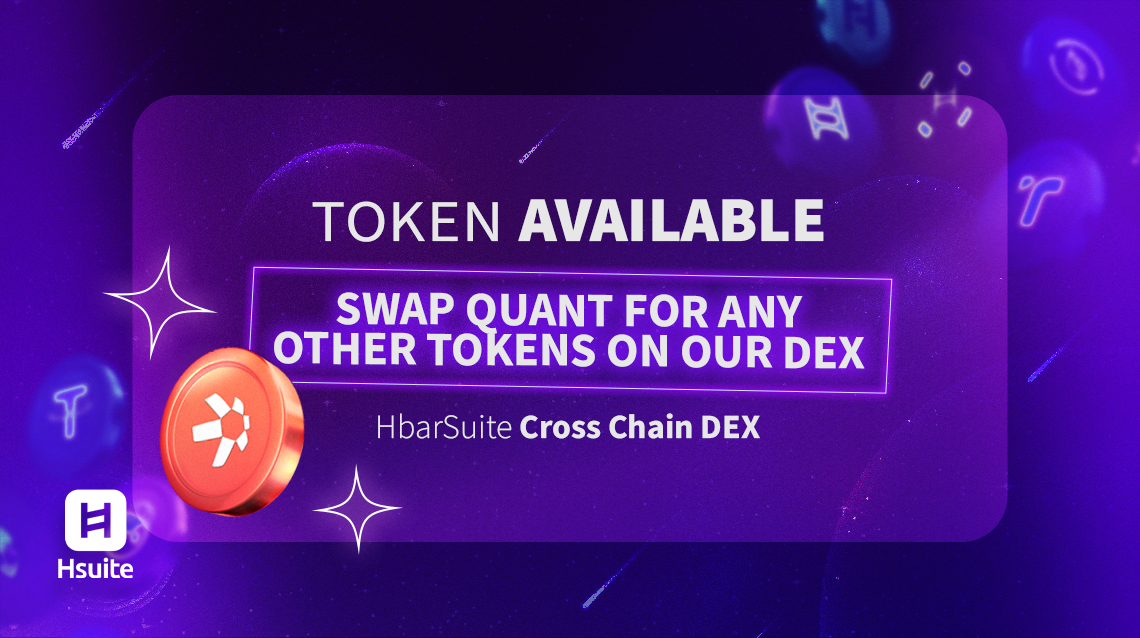 TOKEN AVAILABLE
SWAP QUANT FOR ANY
OTHER TOKENS ON OUR DEX
HbarSuite Cross Chain DEX
Hsuite